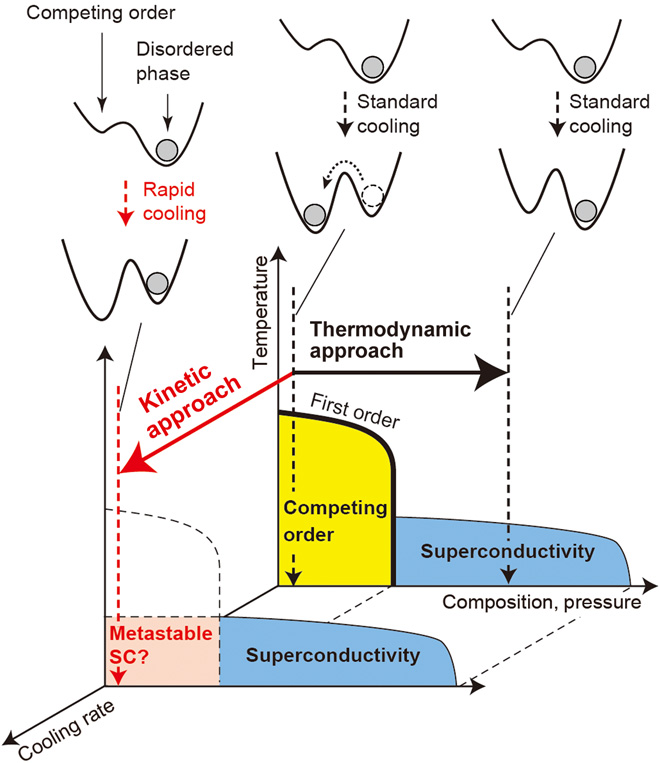 Competing order
Disordered
phase
Standard
cooling
Standard
cooling
Rapid
cooling
Temperature
Thermodynamic
approach
Kinetic
approach
First order
Competing
order
Superconductivity
Composition, pressure
Metastable
SC?
Superconductivity
Cooling rate